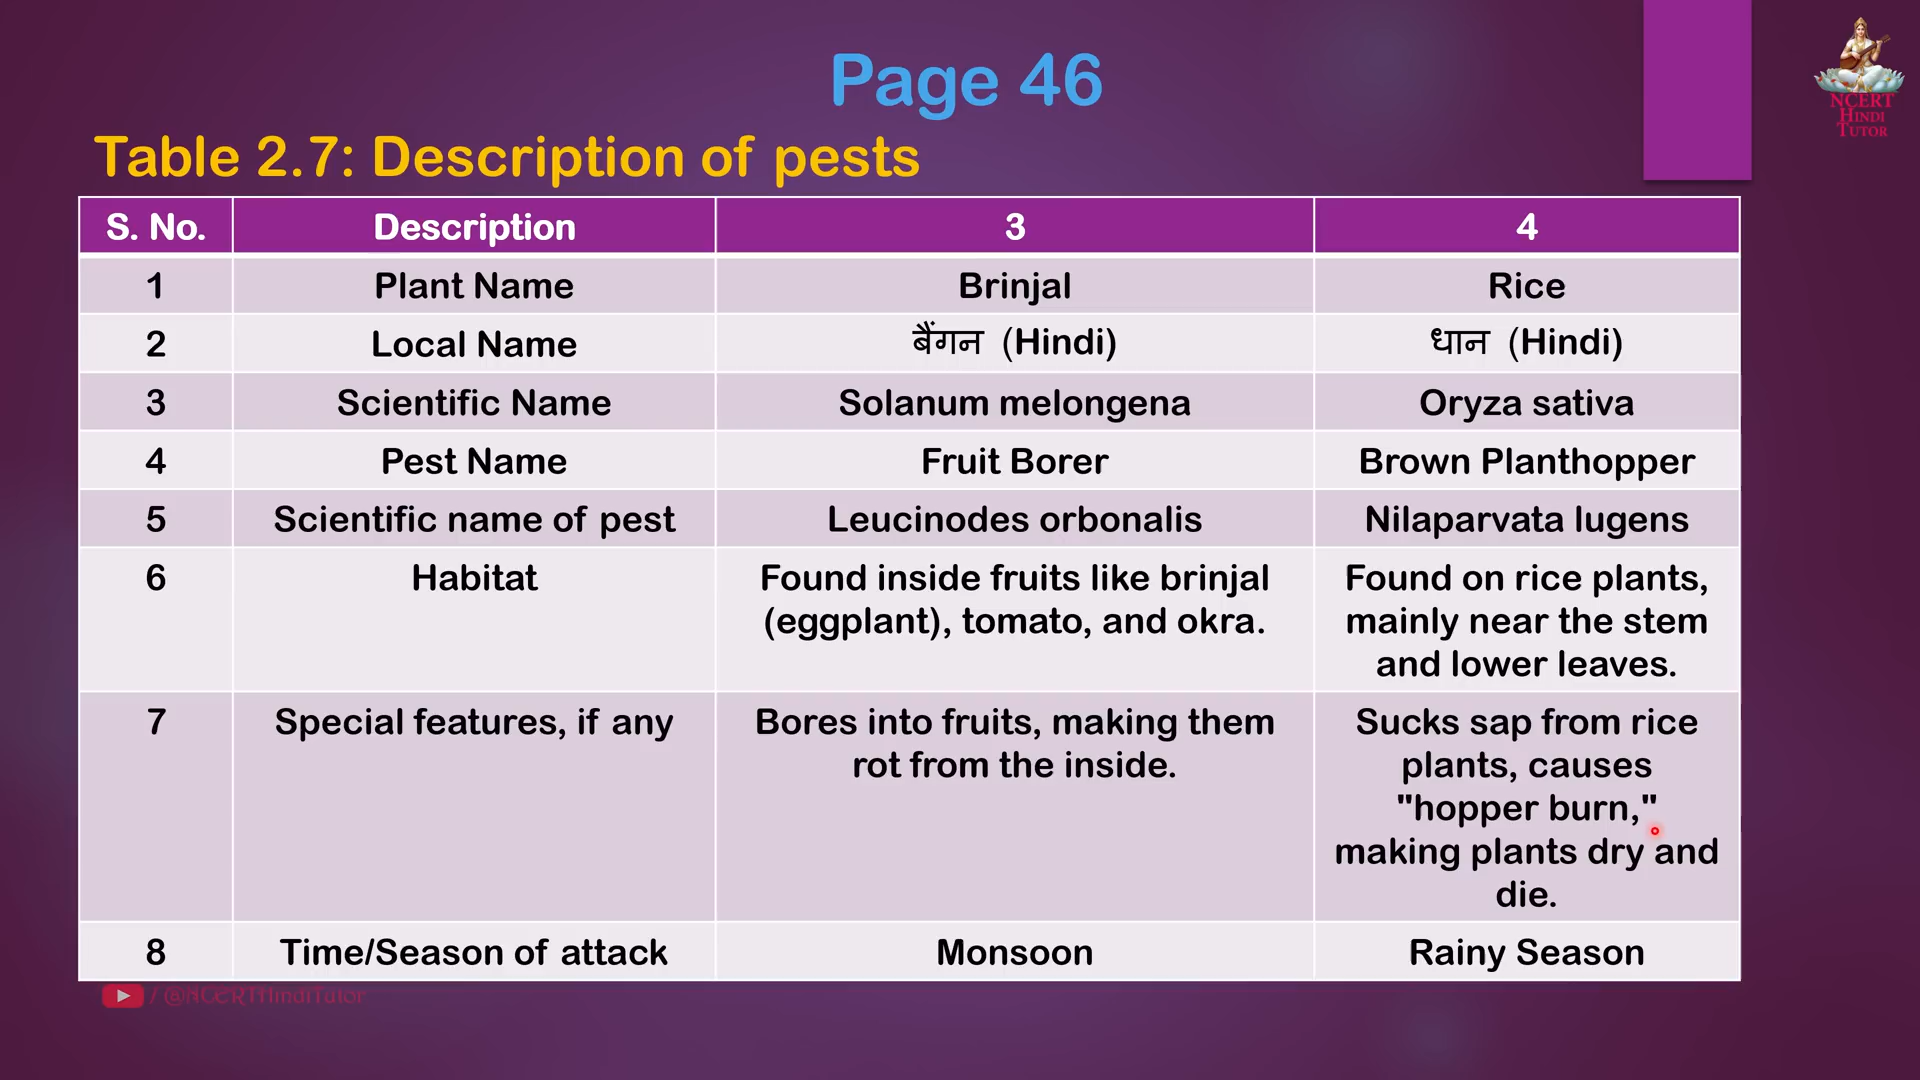 Page 46
NCERT
HINDI
TUTOR
Table 2.7: Description of pests
S. No. Description 3 4
1 Plant Name Brinjal Rice
2 Local Name बैंगन (Hindi) धान (Hindi)
3 Scientific Name Solanum melongena Oryza sativa
4 Pest Name Fruit Borer Brown Planthopper
5 Scientific name of pest Leucinodes orbonalis Nilaparvata lugens
6 Habitat Found inside fruits like brinjal Found on rice plants,
(eggplant), tomato, and okra. mainly near the stem
and lower leaves.
7 Special features, if any Bores into fruits, making them Sucks sap from rice
rot from the inside. plants, causes
"hopper burn,"
making plants dry and
die.
8 Time/Season of attack Monsoon Rainy Season
/ @NCERTHindiTutor